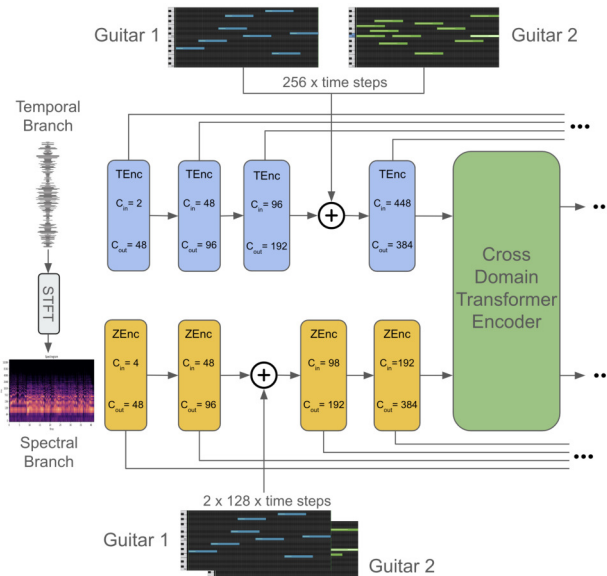 Guitar 1
Guitar 2
256 x time steps
Temporal
Branch
TEnc
C_in = 2
C_out = 48
TEnc
C_in = 48
C_out = 96
TEnc
C_in = 96
C_out = 192
TEnc
C_in = 448
C_out = 384
STFT
Cross
Domain
Transformer
Encoder
ZEnc
C_in = 4
C_out = 48
ZEnc
C_in = 48
C_out = 96
ZEnc
C_in = 98
C_out = 192
ZEnc
C_in =192
C_out = 384
Spectral
Branch
2 x 128 x time steps
Guitar 1
Guitar 2